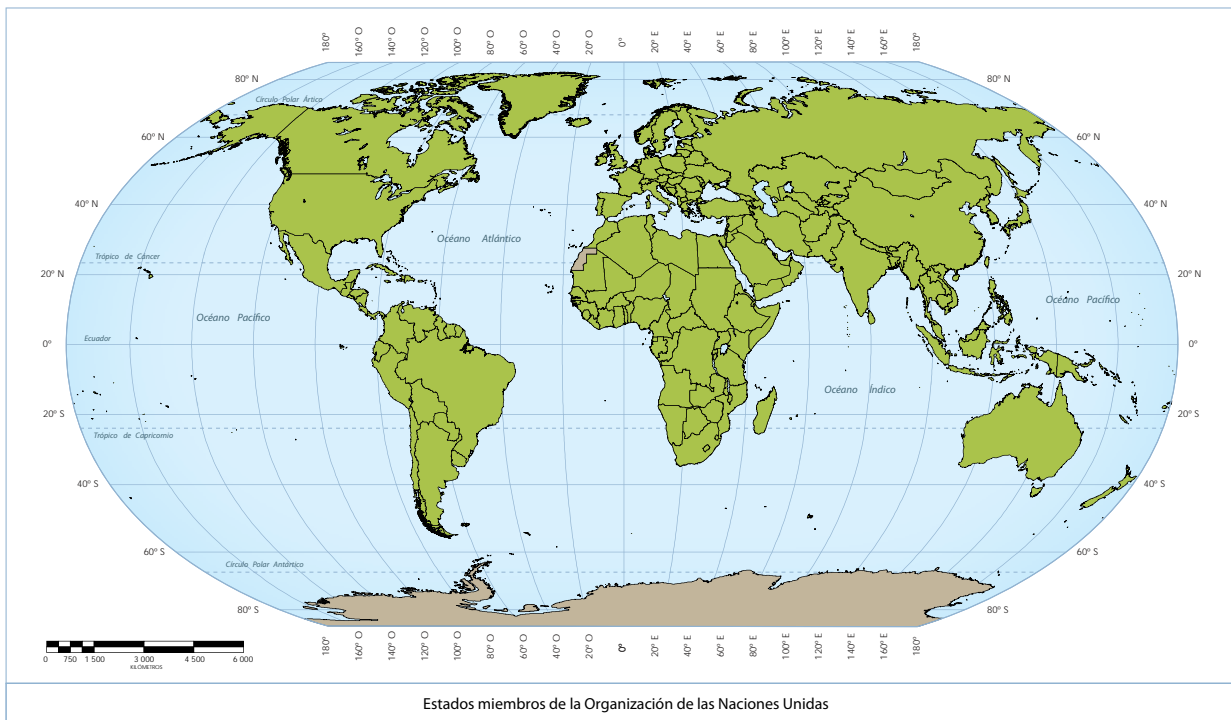 180° 160° O 140° O 120° O 100° O 80° O 60° O 40° O 20° O 0° 20° E 40° E 60° E 80° E 100° E 120° E 140° E 160° E 180°
80° N 80° N
Círculo Polar Ártico
60° N 60° N
40° N 40° N
Océano Atlántico
Trópico de Cáncer
20° N 20° N
Océano Pacífico Océano Pacífico
Ecuador
0° 0°
Océano Índico
20° S 20° S
Trópico de Capricornio
40° S 40° S
60° S 60° S
Círculo Polar Antártico
80° S 80° S
180° 160° O 140° O 120° O 100° O 80° O 60° O 40° O 20° O 0° 20° E 40° E 60° E 80° E 100° E 120° E 140° E 160° E 180°
0 750 1 500 3 000 4 500 6 000
KILÓMETROS
Estados miembros de la Organización de las Naciones Unidas